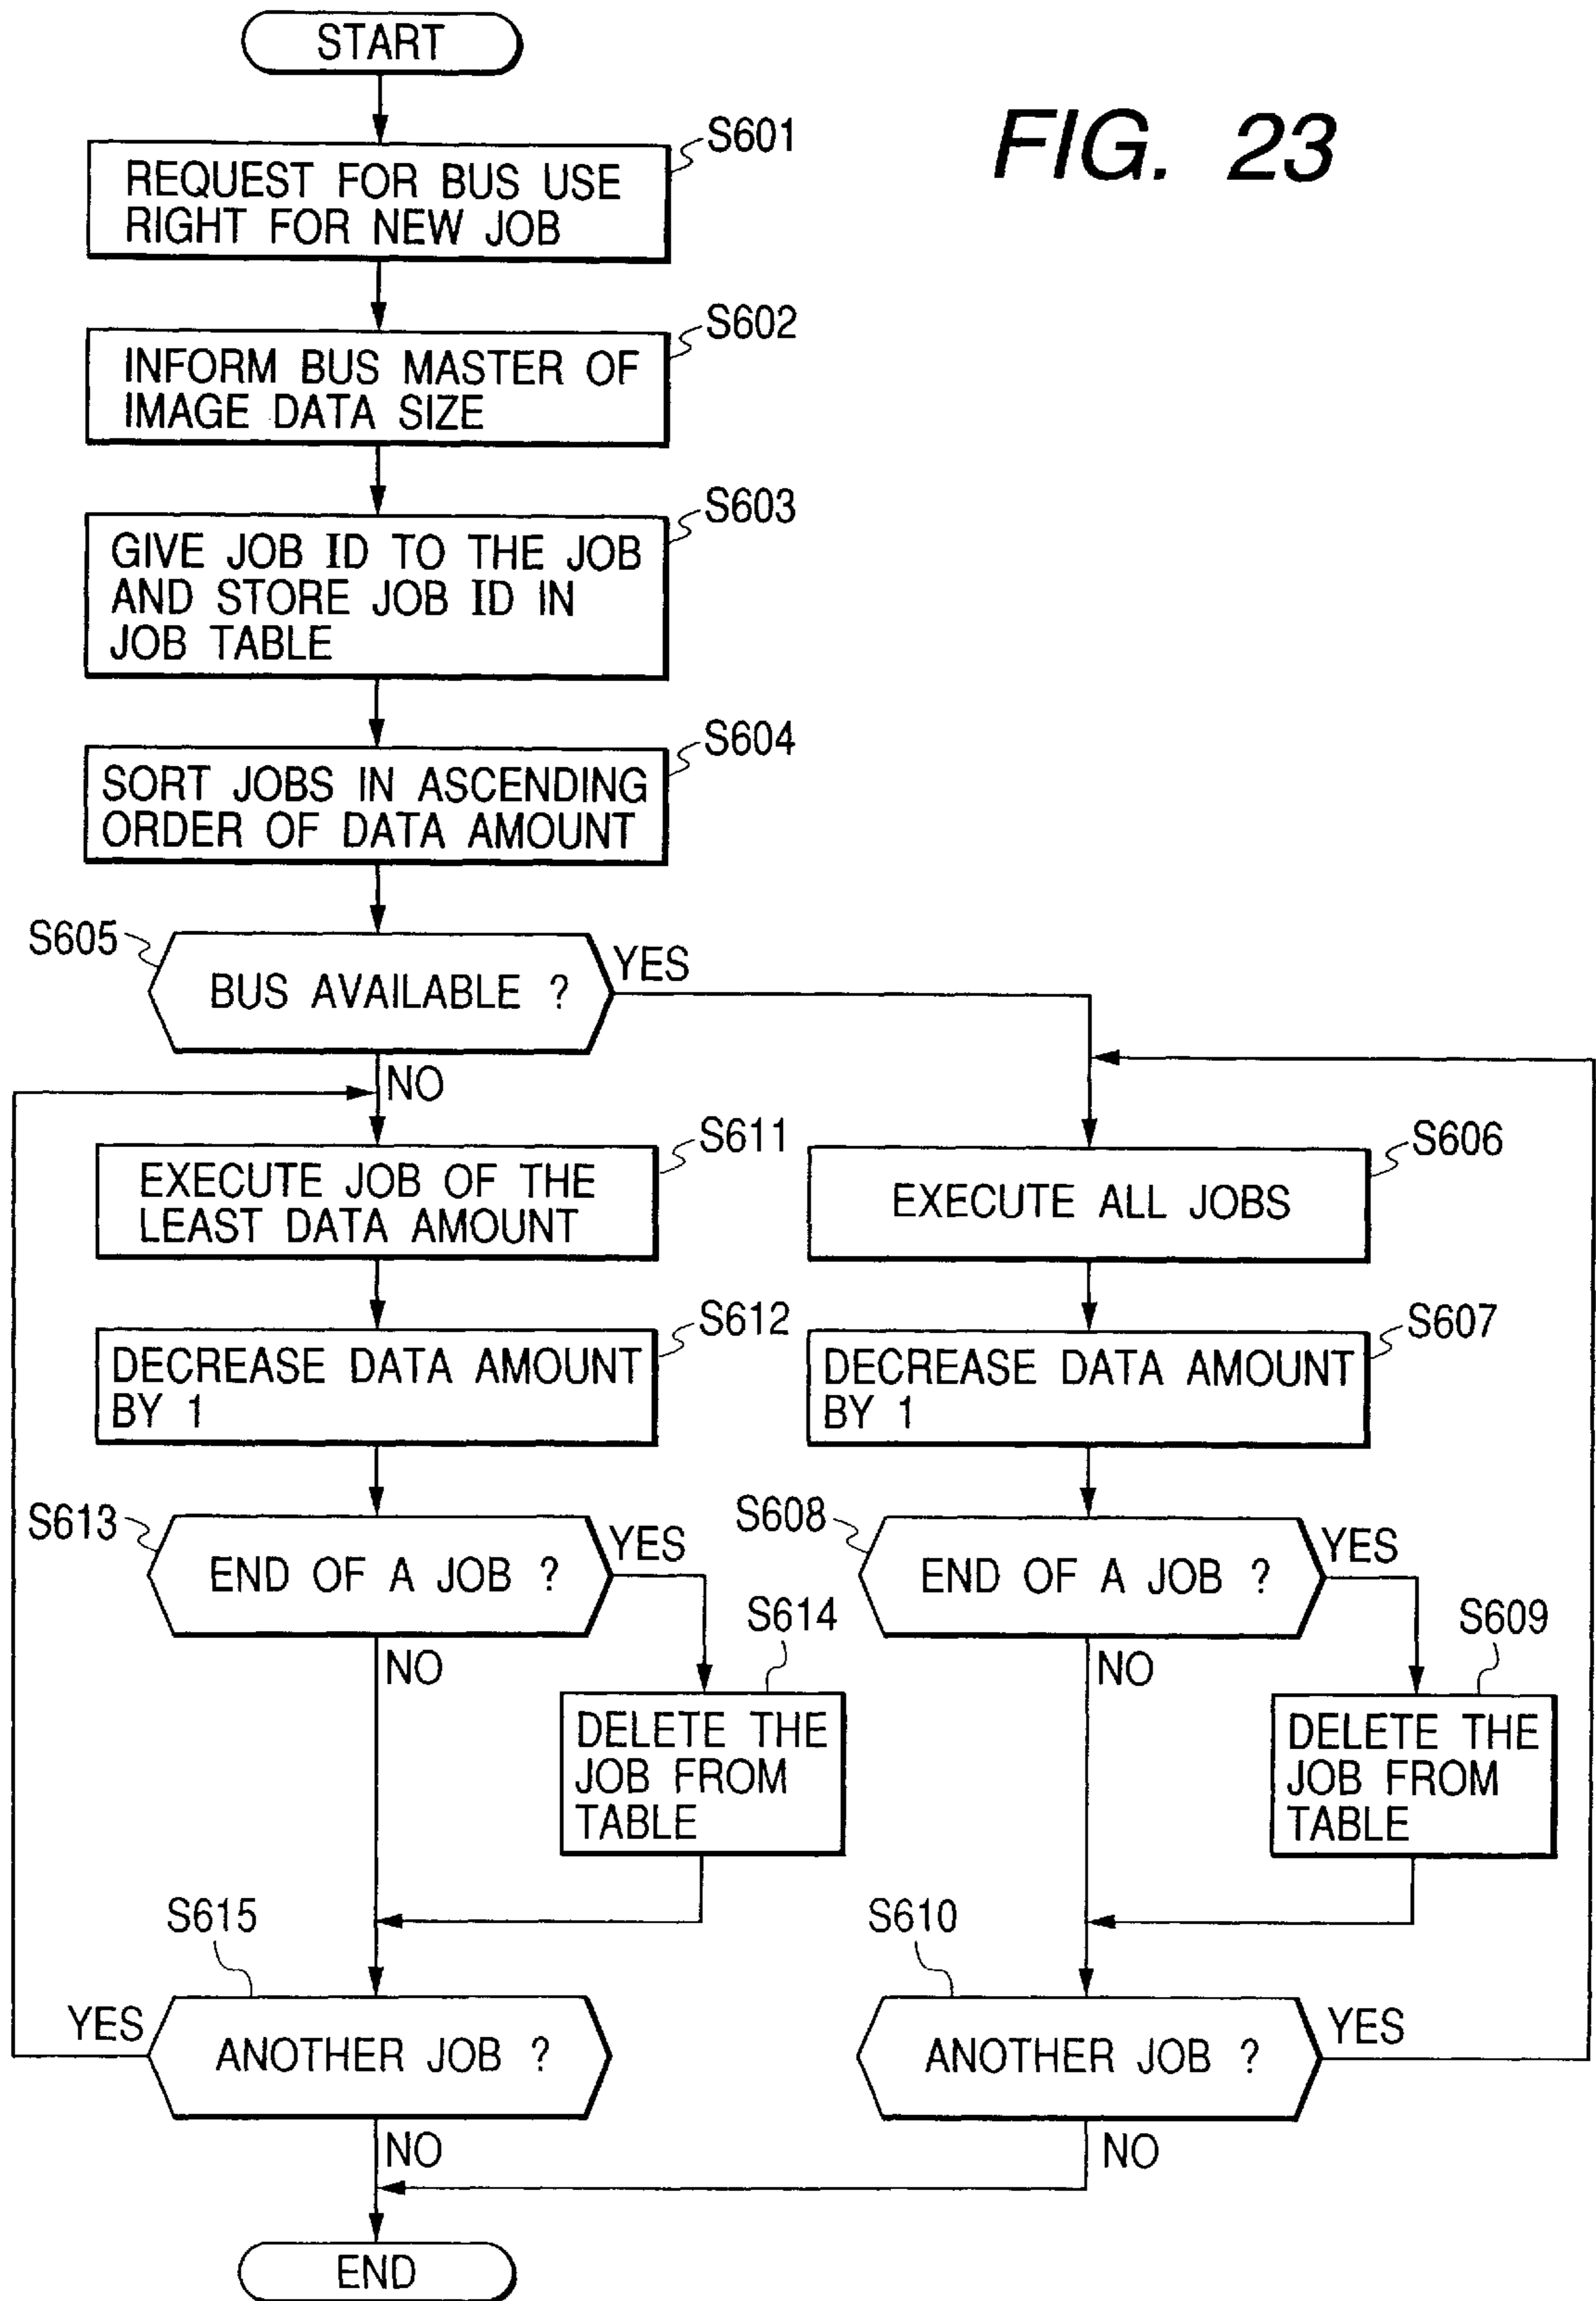 START
FIG. 23
S601
REQUEST FOR BUS USE
RIGHT FOR NEW JOB
S602
INFORM BUS MASTER OF
IMAGE DATA SIZE
S603
GIVE JOB ID TO THE JOB
AND STORE JOB ID IN
JOB TABLE
S604
SORT JOBS IN ASCENDING
ORDER OF DATA AMOUNT
S605
BUS AVAILABLE ?
YES
NO
S611
EXECUTE JOB OF THE
LEAST DATA AMOUNT
S606
EXECUTE ALL JOBS
S612
DECREASE DATA AMOUNT
BY 1
S607
DECREASE DATA AMOUNT
BY 1
S613
END OF A JOB ?
YES
NO
S608
END OF A JOB ?
YES
NO
S614
DELETE THE
JOB FROM
TABLE
S609
DELETE THE
JOB FROM
TABLE
S615
YES
ANOTHER JOB ?
NO
S610
ANOTHER JOB ?
YES
NO
END